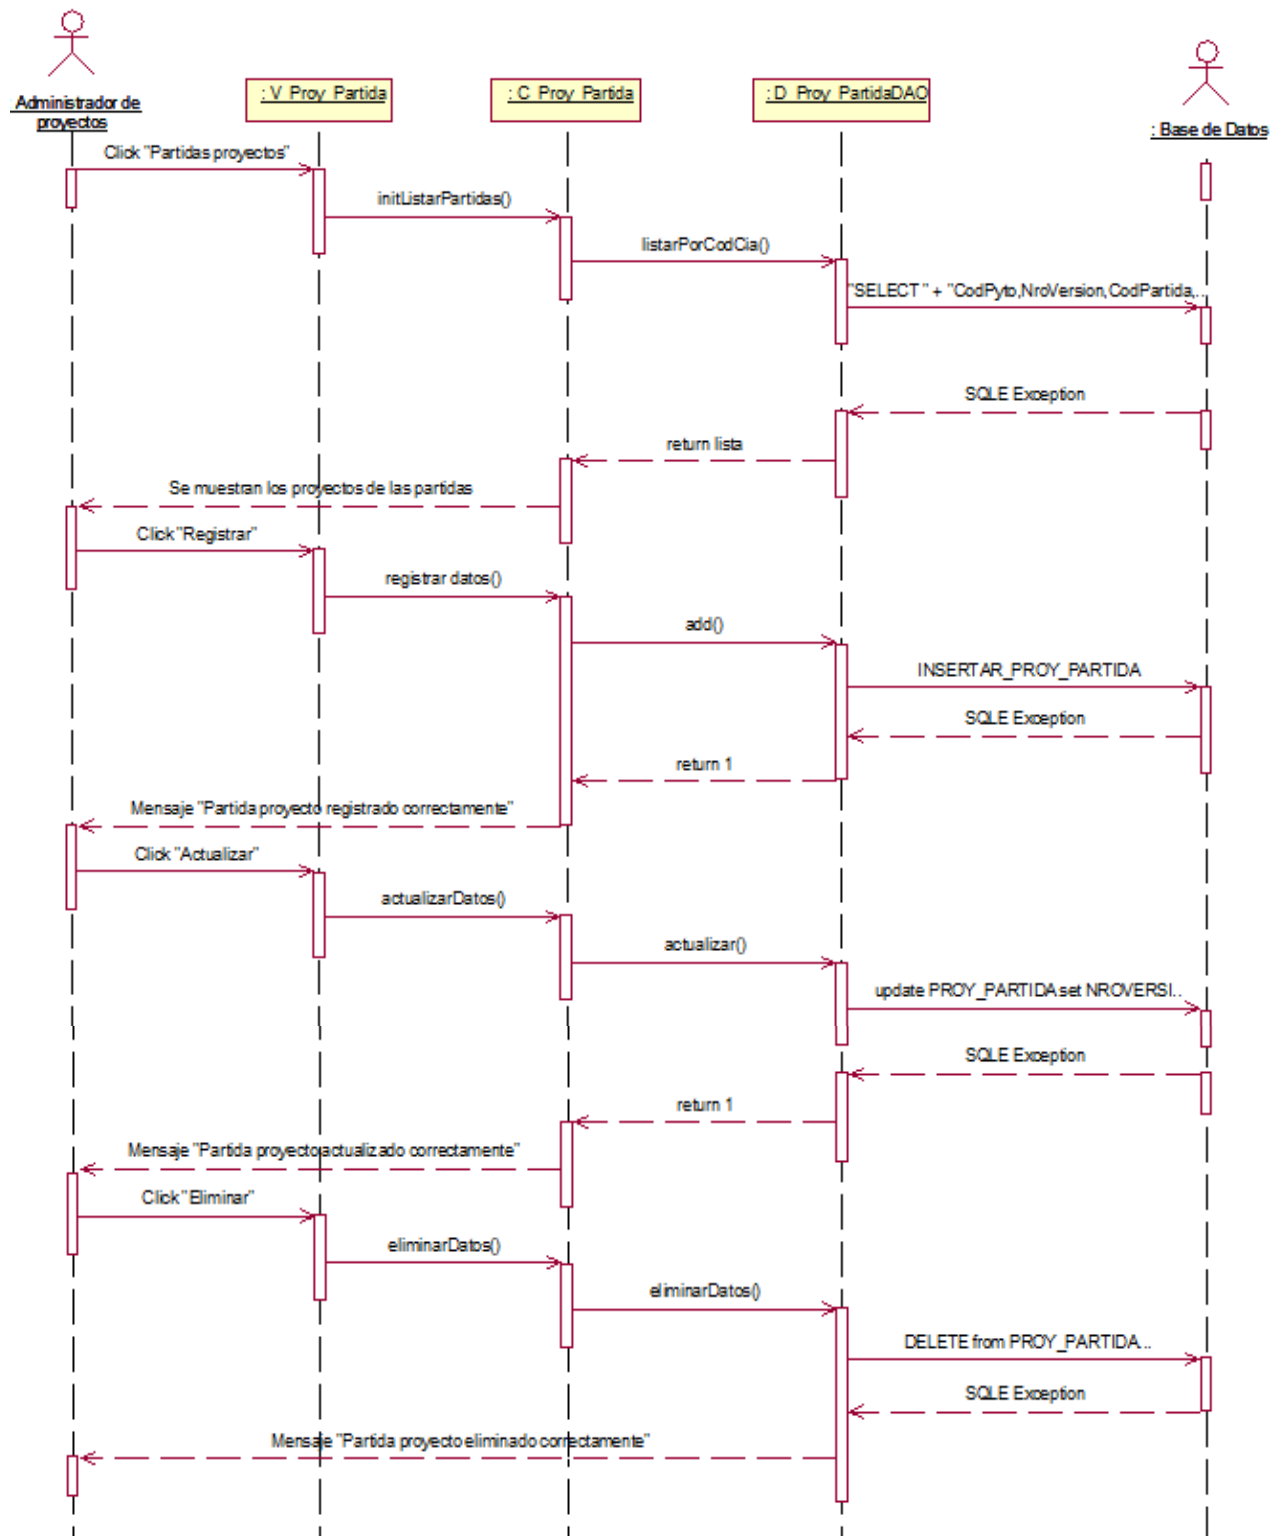 Administrador de
proyectos
: V_Proy_Partida
: C_Proy_Partida
: D_Proy_PartidaDAO
: Base de Datos
Click "Partidas proyectos"
initListarPartidas()
listarPorCodCia()
"SELECT " + "CodPyto,NroVersion,CodPartida,..
SQLE Exception
return lista
Se muestran los proyectos de las partidas
Click "Registrar"
registrar datos()
add()
INSERTAR_PROY_PARTIDA
SQLE Exception
return 1
Mensaje "Partida proyecto registrado correctamente"
Click "Actualizar"
actualizarDatos()
actualizar()
update PROY_PARTIDA set NROVERSI..
SQLE Exception
return 1
Mensaje "Partida proyecto actualizado correctamente"
Click "Eliminar"
eliminarDatos()
eliminarDatos()
DELETE from PROY_PARTIDA...
SQLE Exception
Mensaje "Partida proyecto eliminado correctamente"